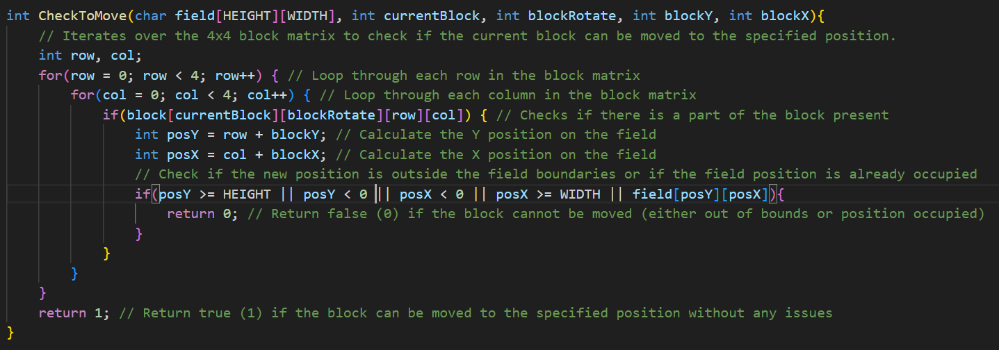 int CheckToMove(char field[HEIGHT][WIDTH], int currentBlock, int blockRotate, int blockY, int blockX){
    // Iterates over the 4x4 block matrix to check if the current block can be moved to the specified position.
    int row, col;
    for(row = 0; row < 4; row++) { // Loop through each row in the block matrix
        for(col = 0; col < 4; col++) { // Loop through each column in the block matrix
            if(block[currentBlock][blockRotate][row][col]) { // Checks if there is a part of the block present
                int posY = row + blockY; // Calculate the Y position on the field
                int posX = col + blockX; // Calculate the X position on the field
                // Check if the new position is outside the field boundaries or if the field position is already occupied
                if(posY >= HEIGHT || posY < 0 || posX < 0 || posX >= WIDTH || field[posY][posX]){
                    return 0; // Return false (0) if the block cannot be moved (either out of bounds or position occupied)
                }
            }
        }
    }
    return 1; // Return true (1) if the block can be moved to the specified position without any issues
}